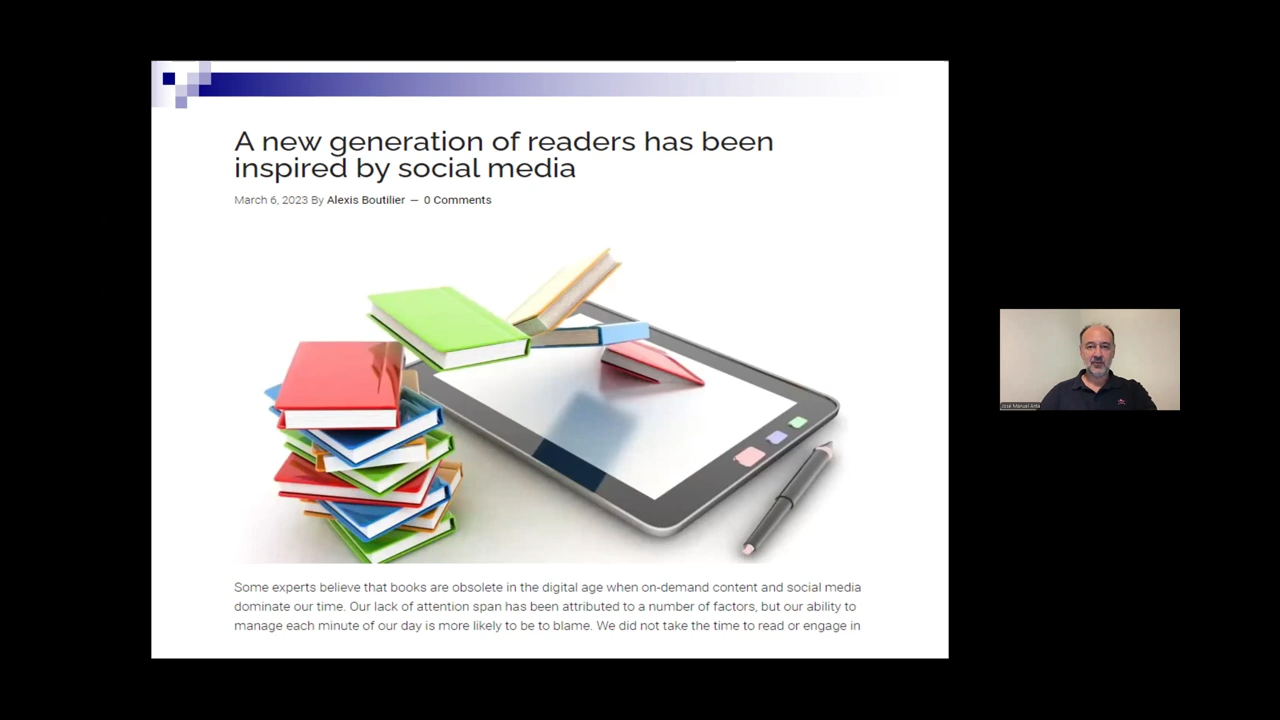 A new generation of readers has been
inspired by social media
March 6, 2023 By Alexis Boutilier — 0 Comments
Some experts believe that books are obsolete in the digital age when on-demand content and social media
dominate our time. Our lack of attention span has been attributed to a number of factors, but our ability to
manage each minute of our day is more likely to be to blame. We did not take the time to read or engage in
José Manuel